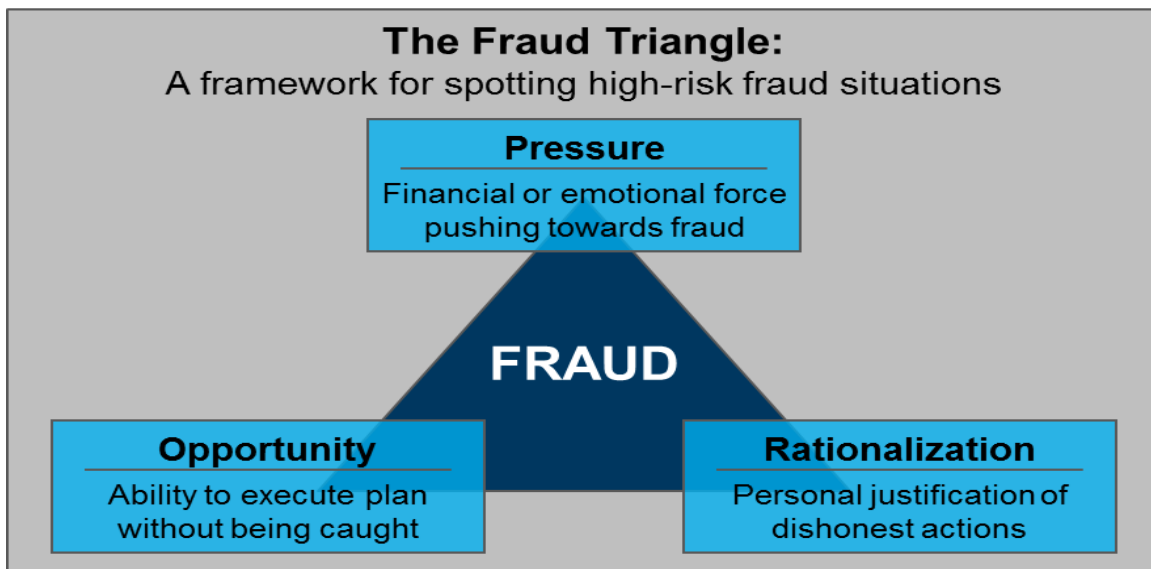 The Fraud Triangle:
A framework for spotting high-risk fraud situations
Pressure
Financial or emotional force
pushing towards fraud
FRAUD
Opportunity
Ability to execute plan
without being caught
Rationalization
Personal justification of
dishonest actions